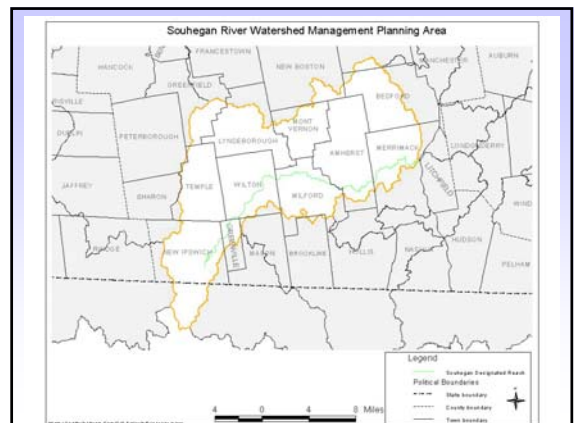 Souhegan River Watershed Management Planning Area
FRANCESTOWN
AUBURN
HANCOCK
NEW BOSTON
MANCHESTER
GREENFIELD
BEDFORD
MONT
VERNON
PETERBOROUGH
LYNDEBOROUGH
AMHERST
MERRIMACK
LONDONDERRY
LITCHFIELD
JAFFREY
SHARON
TEMPLE
WILTON
MILFORD
WIND
NEW IPSWICH
GREENVILLE
MASON
BROOKLINE
HOLLIS
NASHUA
HUDSON
PELHAM
Legend
Souhegan Designated Reach
Political Boundaries
State boundary
County boundary
Town boundary
4 0 4 8 Miles